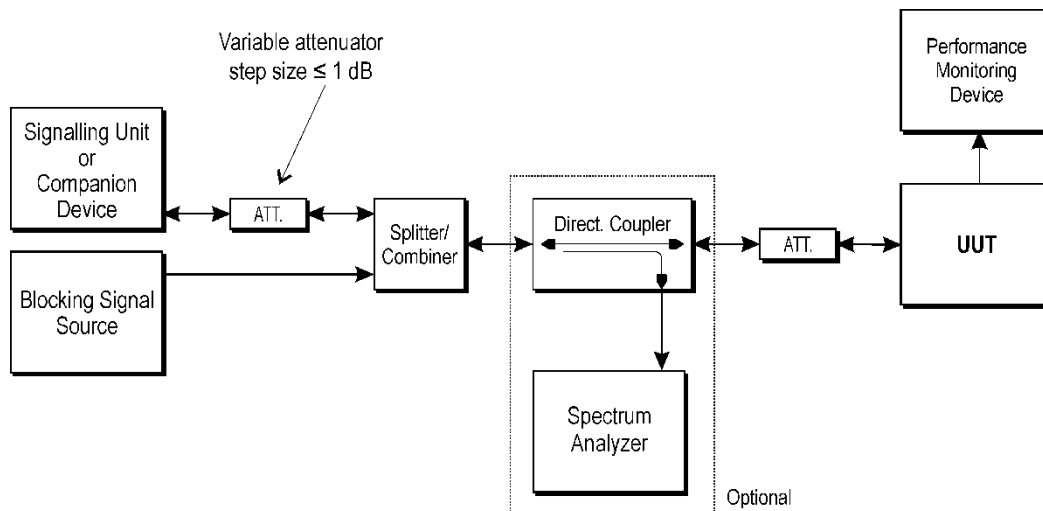 Variable attenuator
step size ≤ 1 dB
Performance
Monitoring
Device
Signalling Unit
or
Companion
Device
ATT.
Splitter/
Combiner
Direct. Coupler
ATT.
UUT
Blocking Signal
Source
Spectrum
Analyzer
Optional